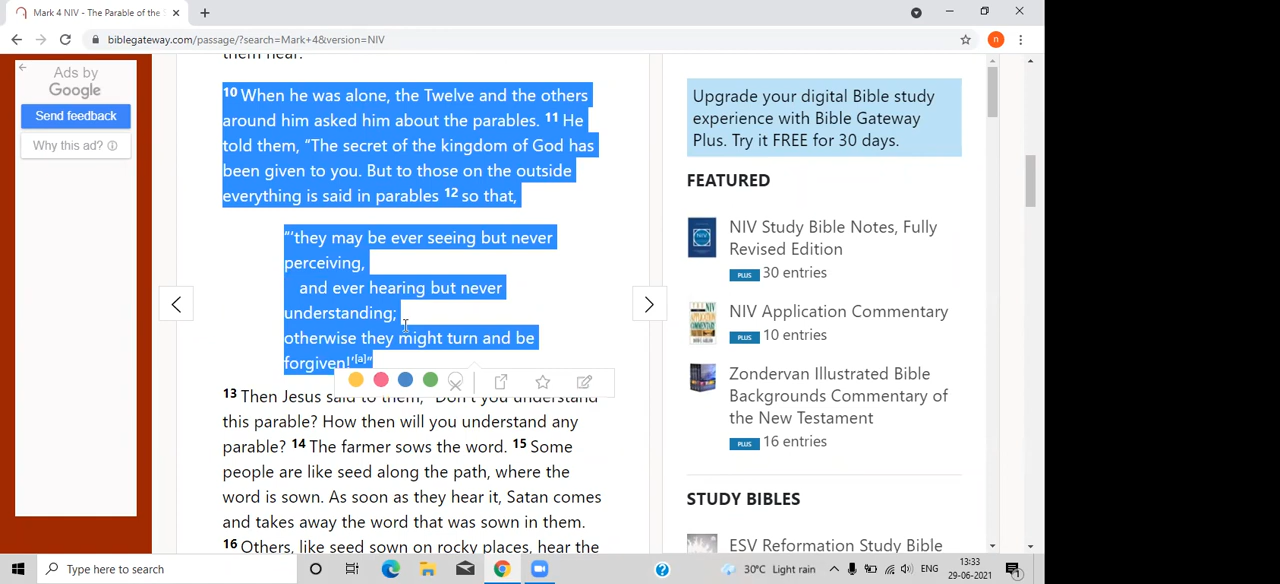 Mark 4 NIV - The Parable of the S
biblegateway.com/passage/?search=Mark+4&version=NIV
n
Ads by
Google
Send feedback
Why this ad?
them hear.”
10 When he was alone, the Twelve and the others
around him asked him about the parables. 11 He
told them, “The secret of the kingdom of God has
been given to you. But to those on the outside
everything is said in parables 12 so that,
“‘they may be ever seeing but never
perceiving,
and ever hearing but never
understanding;
otherwise they might turn and be
forgiven!’[a]”
13 Then Jesus said to them, “Don’t you understand
this parable? How then will you understand any
parable? 14 The farmer sows the word. 15 Some
people are like seed along the path, where the
word is sown. As soon as they hear it, Satan comes
and takes away the word that was sown in them.
16 Others, like seed sown on rocky places, hear the
Upgrade your digital Bible study
experience with Bible Gateway
Plus. Try it FREE for 30 days.
FEATURED
NIV Study Bible Notes, Fully
Revised Edition
PLUS 30 entries
NIV Application Commentary
PLUS 10 entries
Zondervan Illustrated Bible
Backgrounds Commentary of
the New Testament
PLUS 16 entries
STUDY BIBLES
ESV Reformation Study Bible
Type here to search
30°C Light rain
ENG
13:33
29-06-2021
1